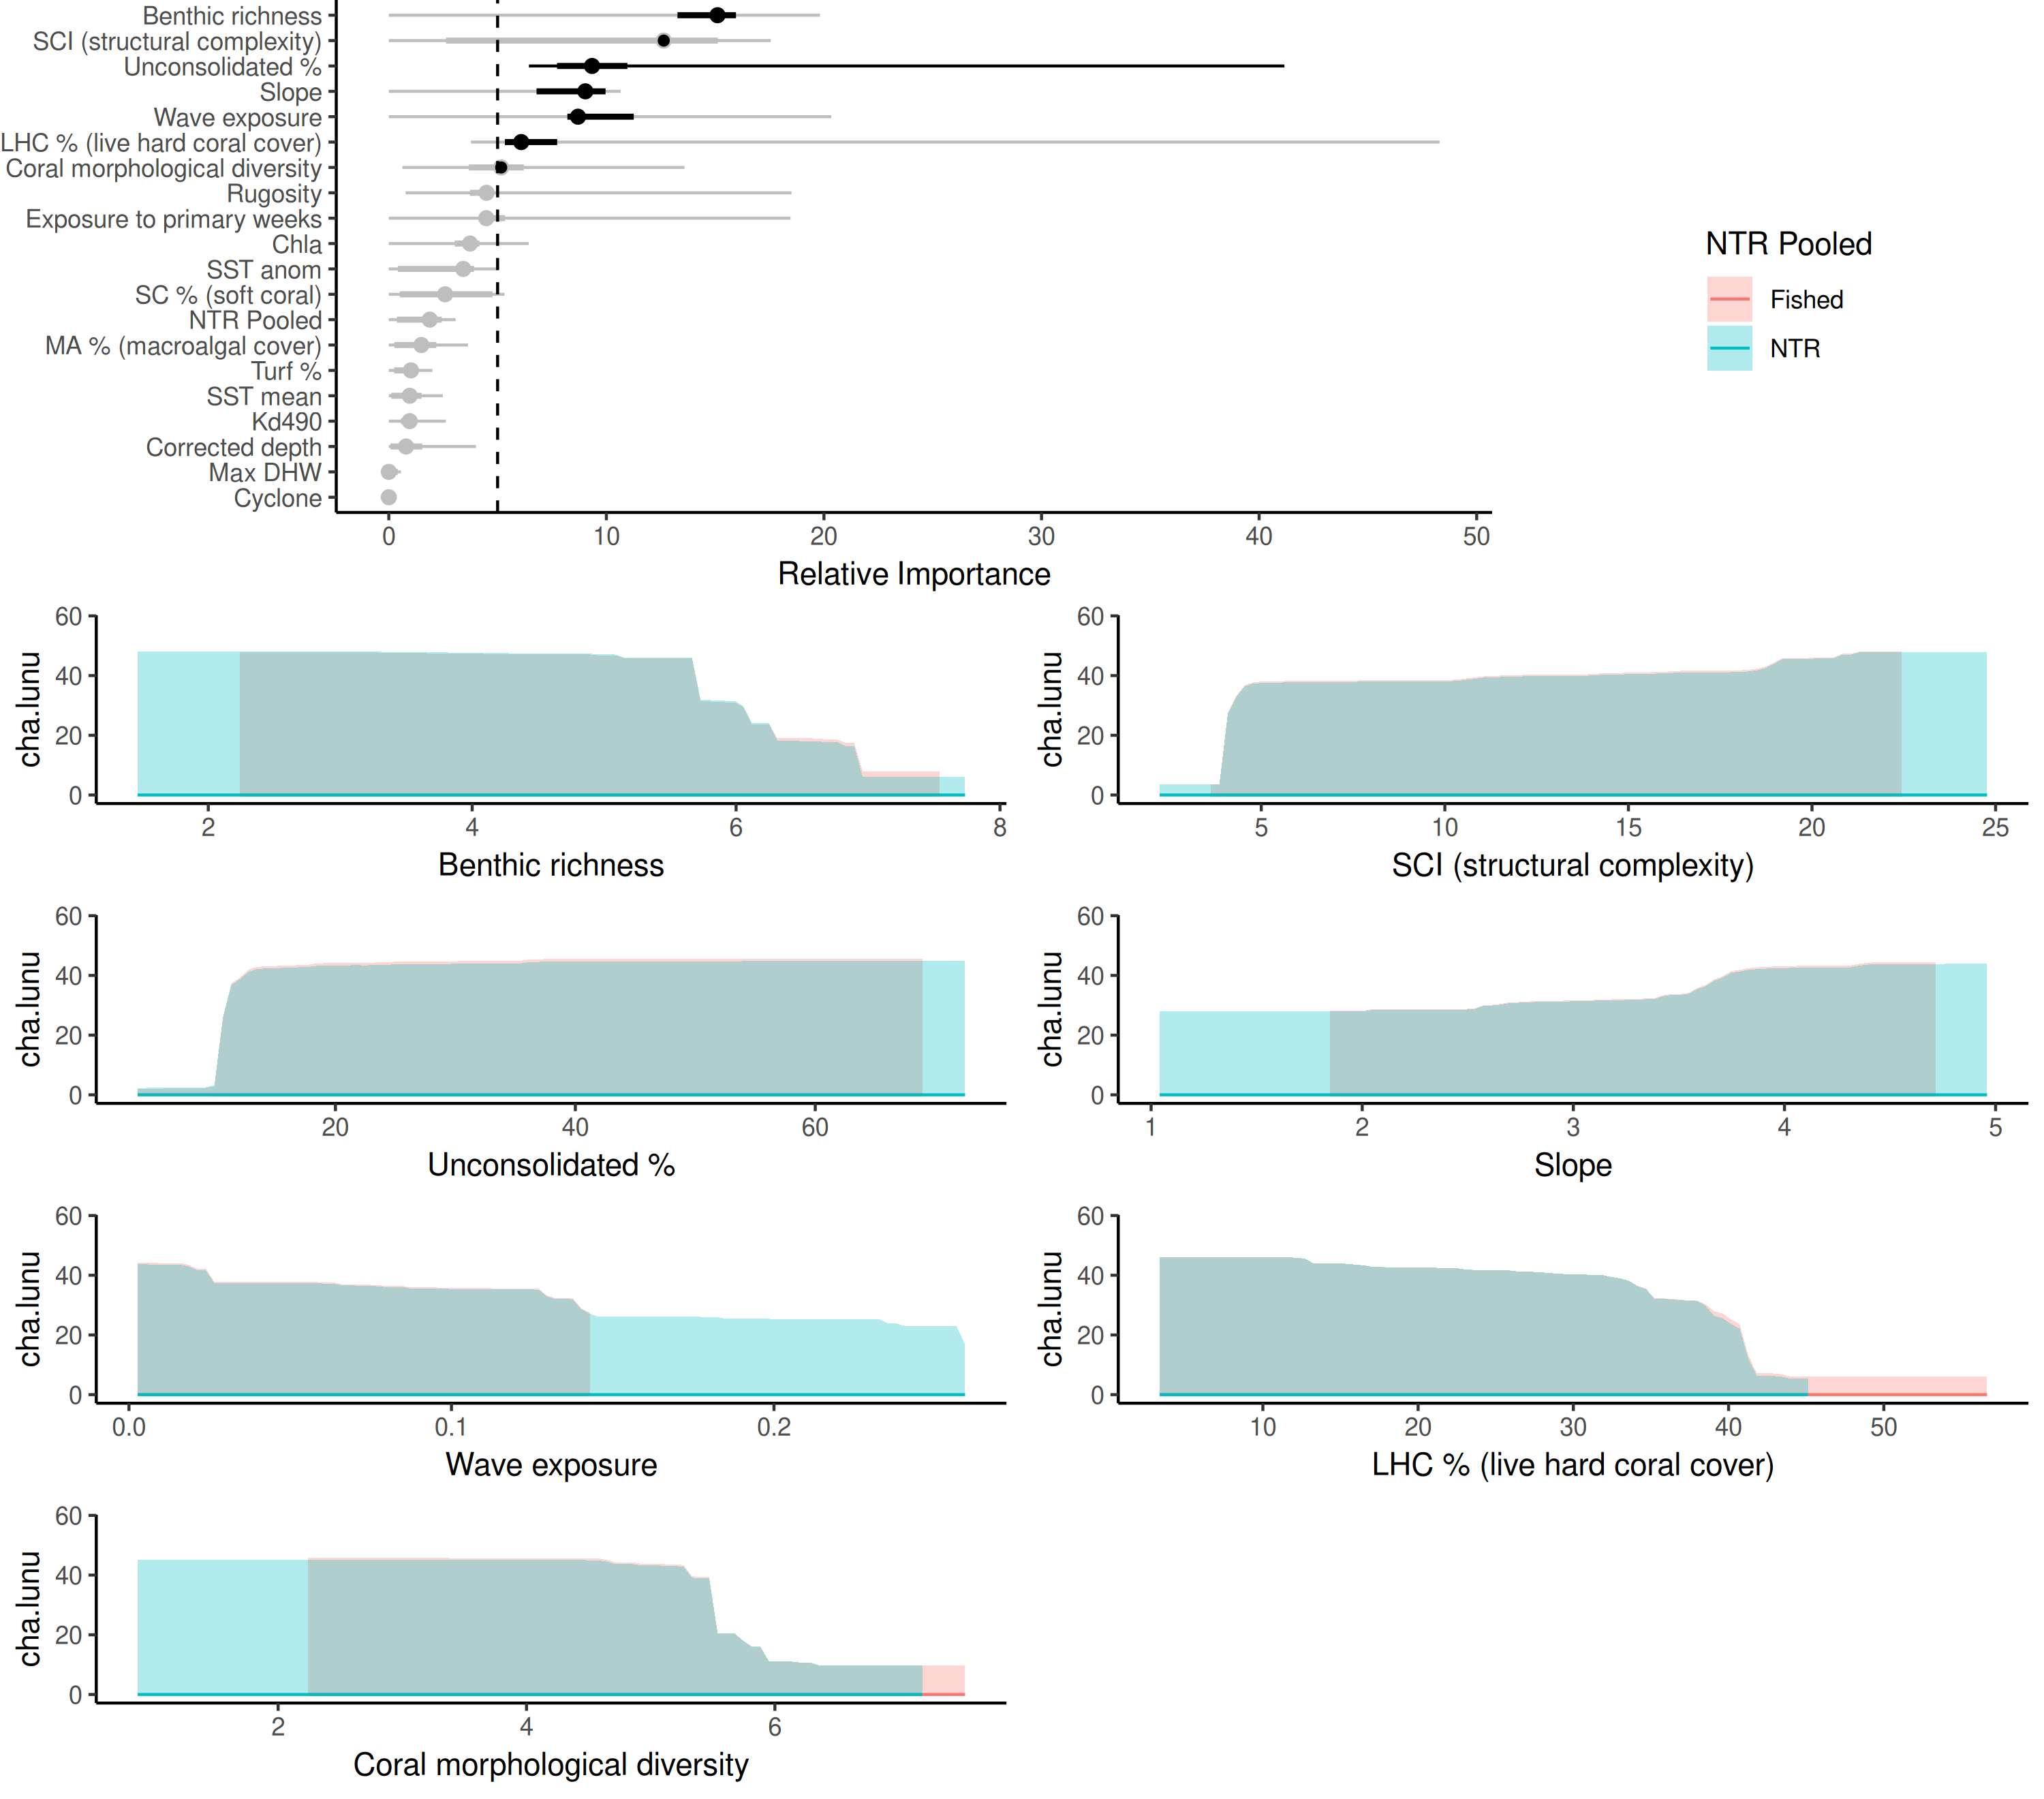 Benthic richness
SCI (structural complexity)
Unconsolidated %
Slope
Wave exposure
LHC % (live hard coral cover)
Coral morphological diversity
Rugosity
Exposure to primary weeks
Chla
SST anom
SC % (soft coral)
NTR Pooled
MA % (macroalgal cover)
Turf %
SST mean
Kd490
Corrected depth
Max DHW
Cyclone
0 10 20 30 40 50
Relative Importance
NTR Pooled
Fished
NTR
60
40
20
0
cha.lunu
2 4 6 8
Benthic richness
60
40
20
0
cha.lunu
5 10 15 20 25
SCI (structural complexity)
60
40
20
0
cha.lunu
20 40 60
Unconsolidated %
60
40
20
0
cha.lunu
1 2 3 4 5
Slope
60
40
20
0
cha.lunu
0.0 0.1 0.2
Wave exposure
60
40
20
0
cha.lunu
10 20 30 40 50
LHC % (live hard coral cover)
60
40
20
0
cha.lunu
2 4 6
Coral morphological diversity